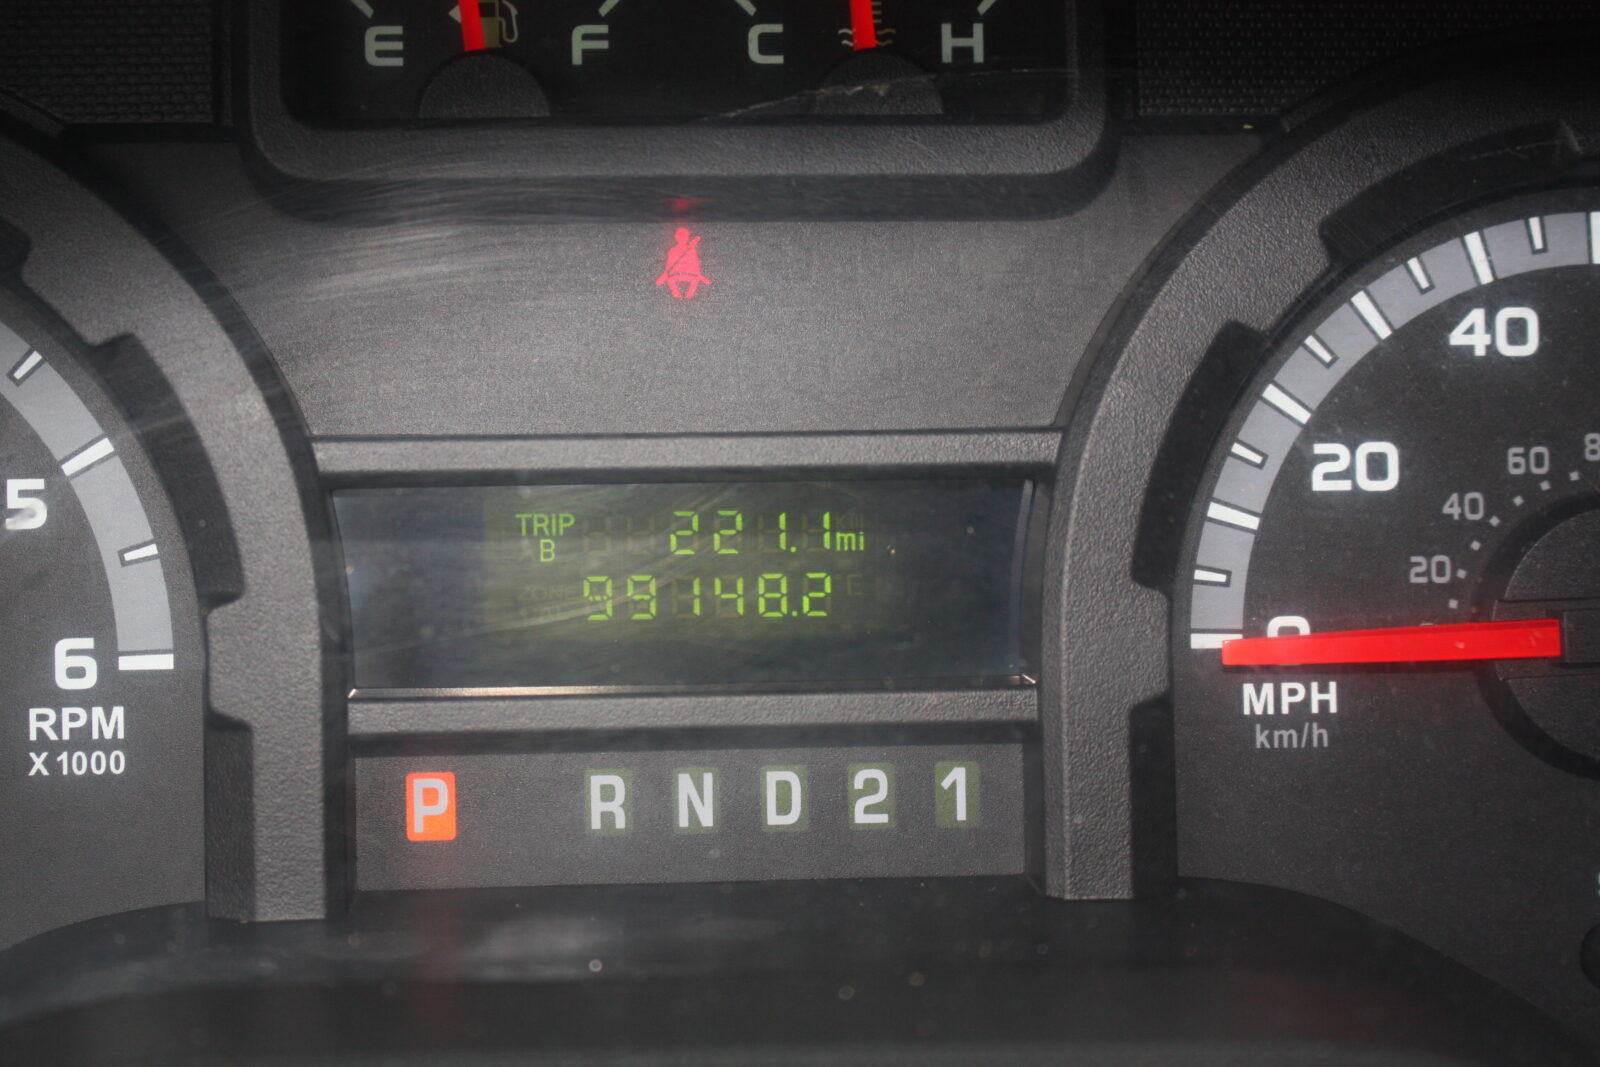 E F C H
TRIP B 221.1 mi
99148.2
5
6
RPM
X 1000
P R N D 2 1
40
20
0
MPH
km/h
60
40
20